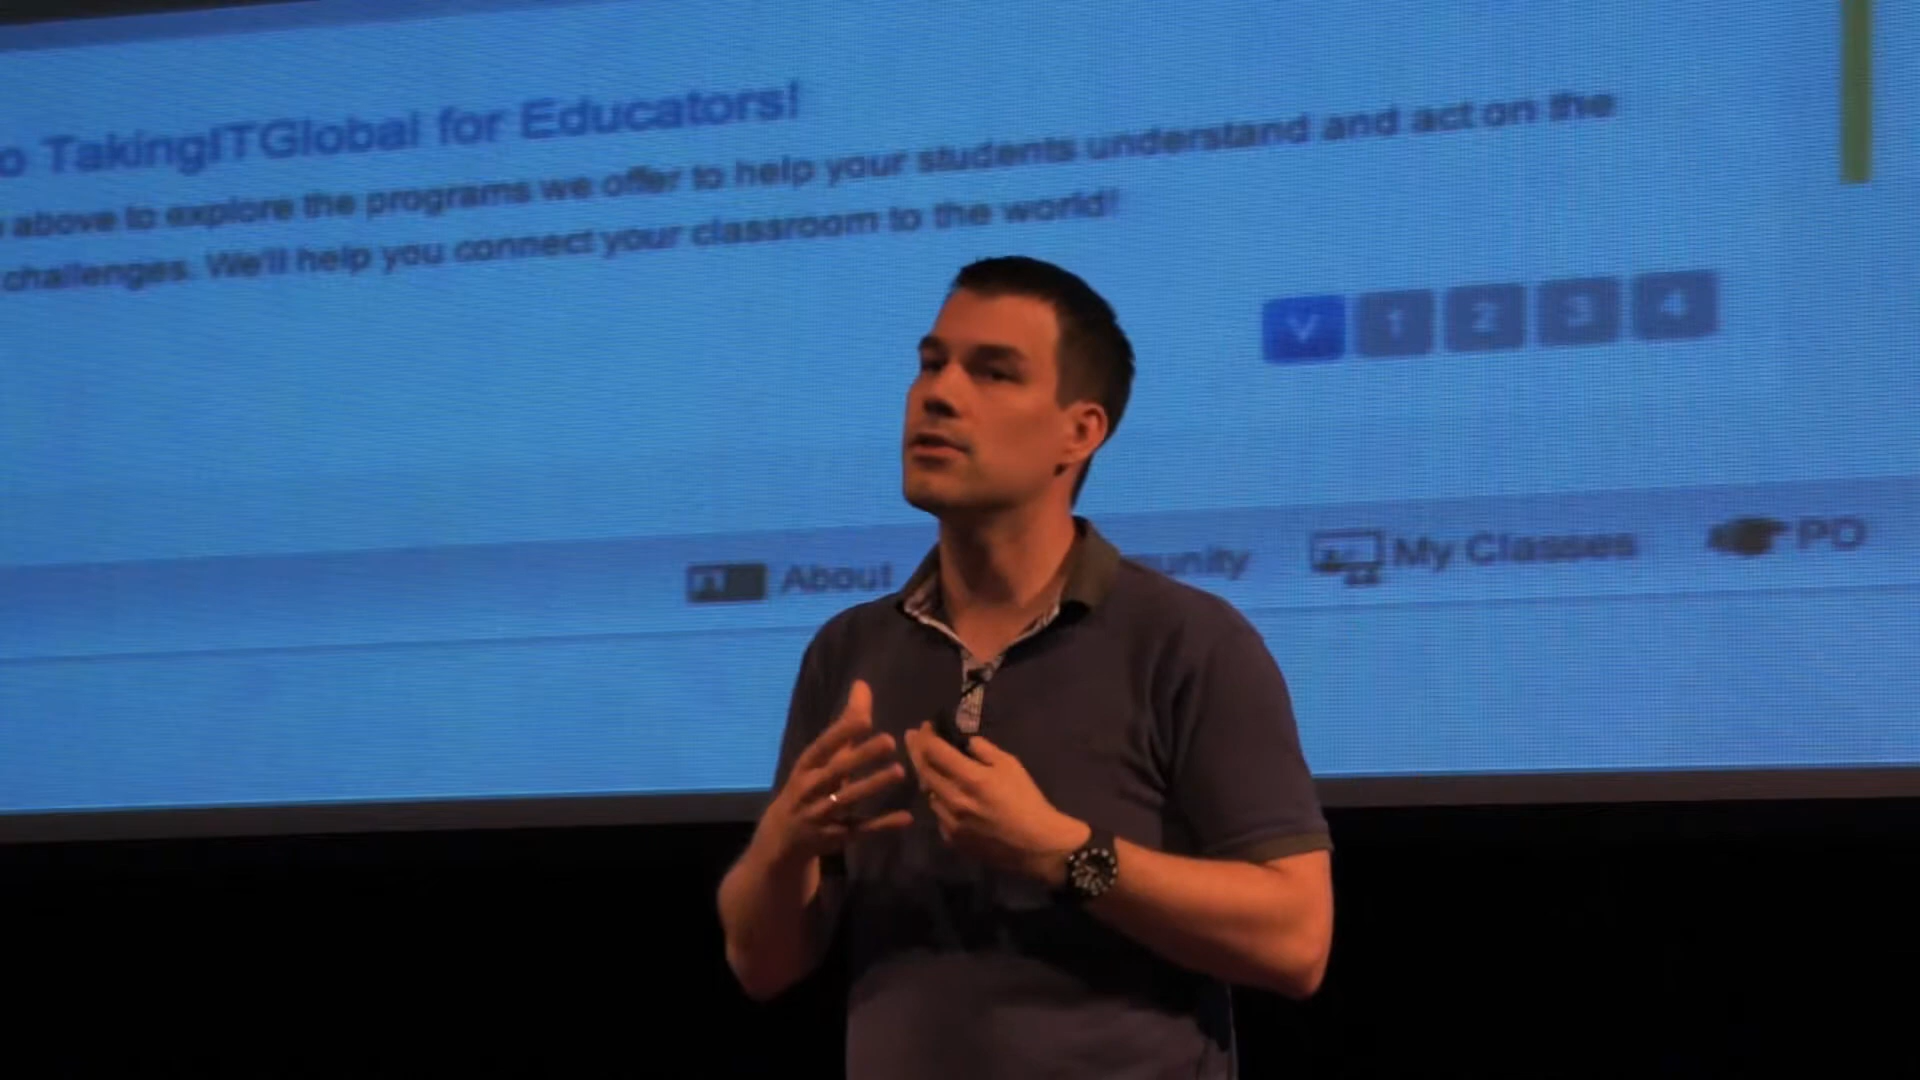 o TakingITGlobal for Educators!
above to explore the programs we offer to help your students understand and act on the
challenges. We'll help you connect your classroom to the world!
V 1 2 3 4
About unity My Classes PD